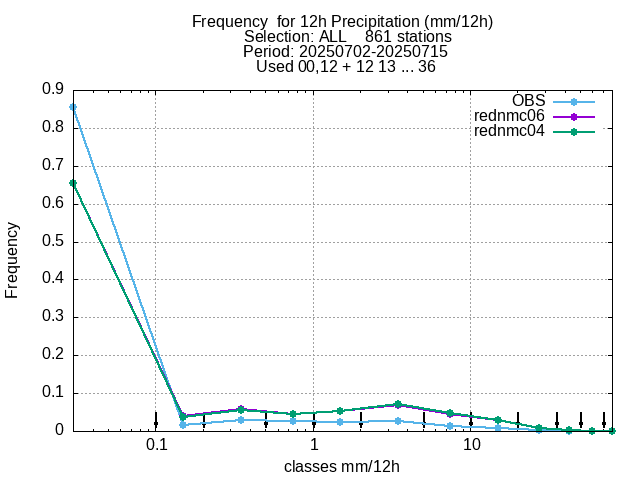 Frequency  for 12h Precipitation (mm/12h)
Selection: ALL    861 stations
Period: 20250702-20250715
Used 00,12 + 12 13 ... 36
OBS
rednmc06
rednmc04
0.9
0.8
0.7
0.6
0.5
0.4
0.3
0.2
0.1
0
Frequency
0.1
1
10
classes mm/12h